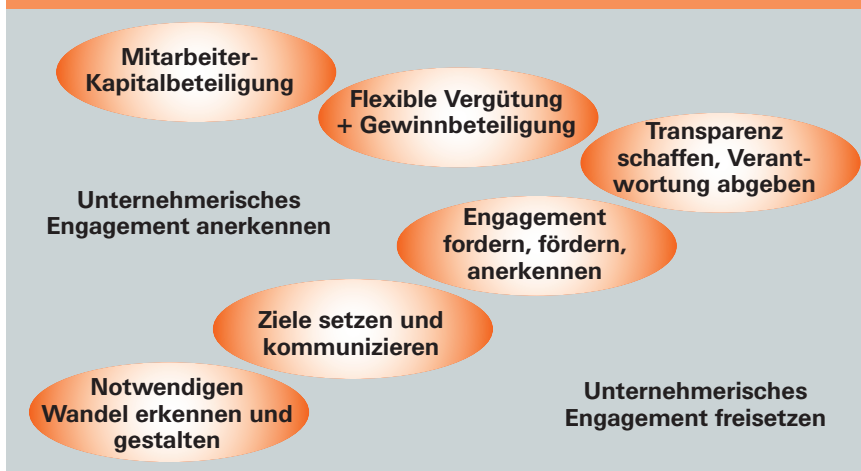 Mitarbeiter-
Kapitalbeteiligung
Flexible Vergütung
+ Gewinnbeteiligung
Transparenz
schaffen, Verant-
wortung abgeben
Unternehmerisches
Engagement anerkennen
Engagement
fordern, fördern,
anerkennen
Ziele setzen und
kommunizieren
Notwendigen
Wandel erkennen und
gestalten
Unternehmerisches
Engagement freisetzen